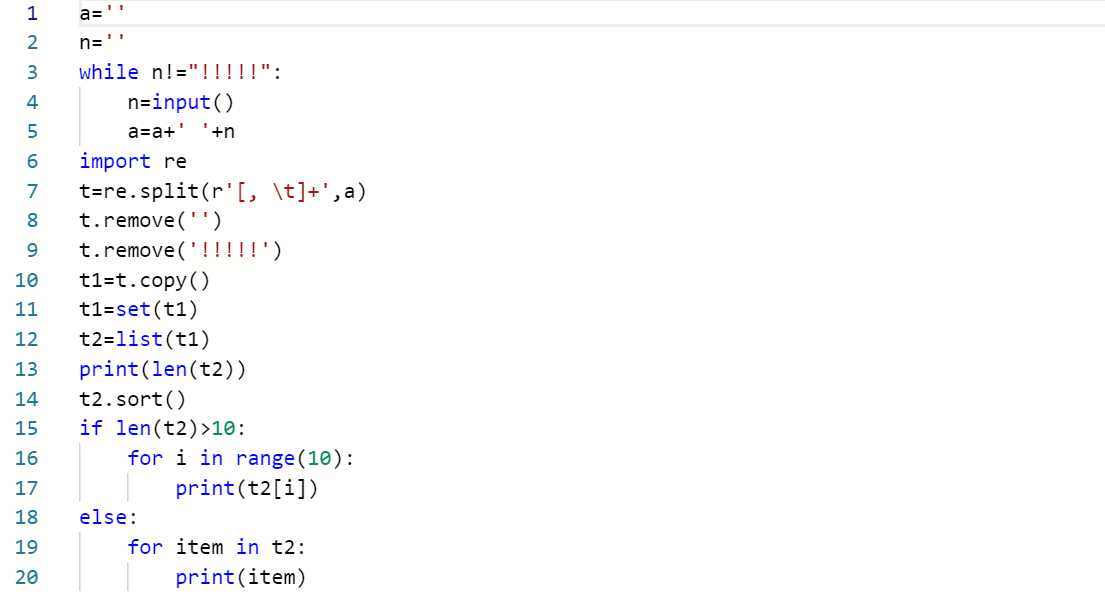 1 a=''
2 n=''
3 while n!="!!!!!":
4     n=input()
5     a=a+' '+n
6 import re
7 t=re.split(r'[, \t]+',a)
8 t.remove('')
9 t.remove('!!!!!')
10 t1=t.copy()
11 t1=set(t1)
12 t2=list(t1)
13 print(len(t2))
14 t2.sort()
15 if len(t2)>10:
16     for i in range(10):
17         print(t2[i])
18 else:
19     for item in t2:
20         print(item)